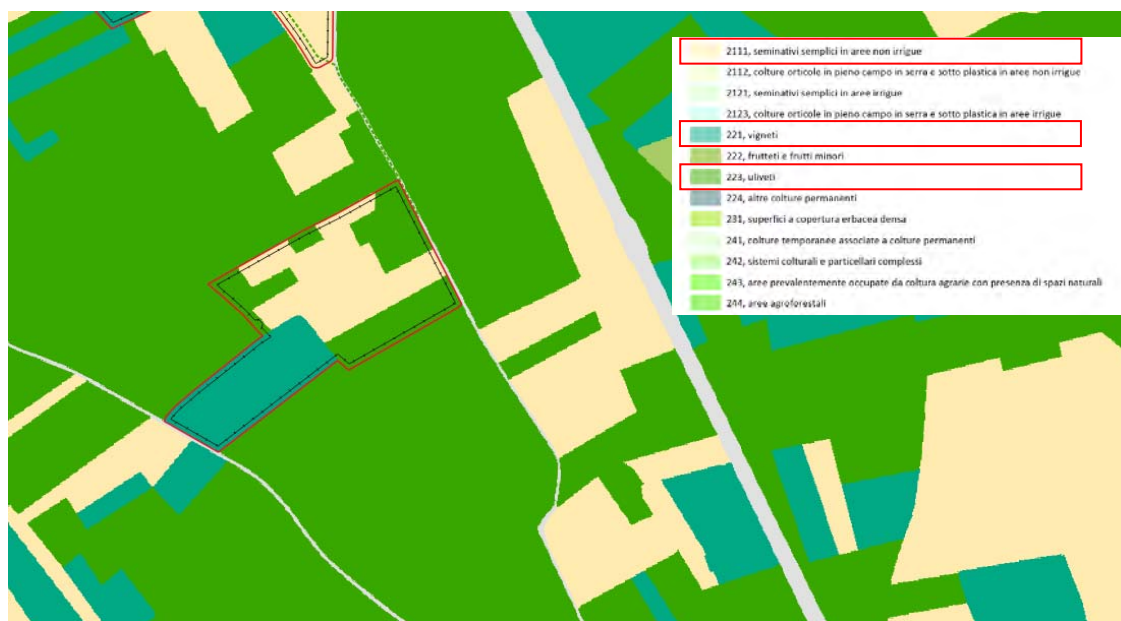 2111, seminativi semplici in aree non irrigue
2112, colture orticole in pieno campo in serra e sotto plastica in aree non irrigue
2121, seminativi semplici in aree irrigue
2123, colture orticole in pieno campo in serra e sotto plastica in aree irrigue
221, vigneti
222, frutteti e frutti minori
223, uliveti
224, altre colture permanenti
231, superfici a copertura erbacea densa
241, colture temporanee associate a colture permanenti
242, sistemi colturali e particellari complessi
243, aree prevalentemente occupate da coltura agrarie con presenza di spazi naturali
244, aree agroforestali